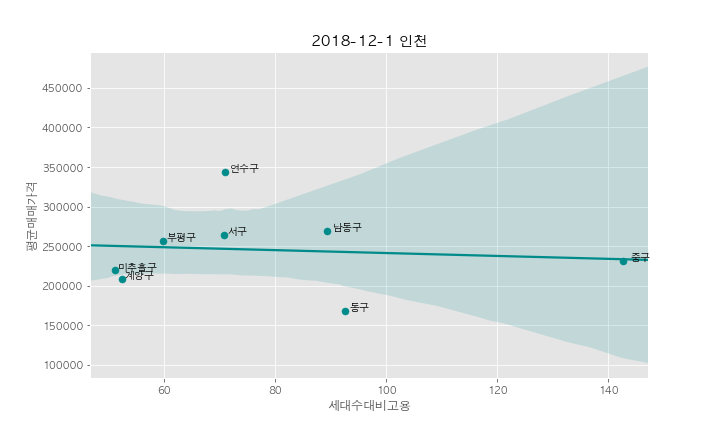 2018-12-1 인천
평균매매가격
450000
400000
350000
300000
250000
200000
150000
100000
연수구
서구
남동구
부평구
중구
미추홀구
계양구
동구
60 80 100 120 140
세대수대비고용